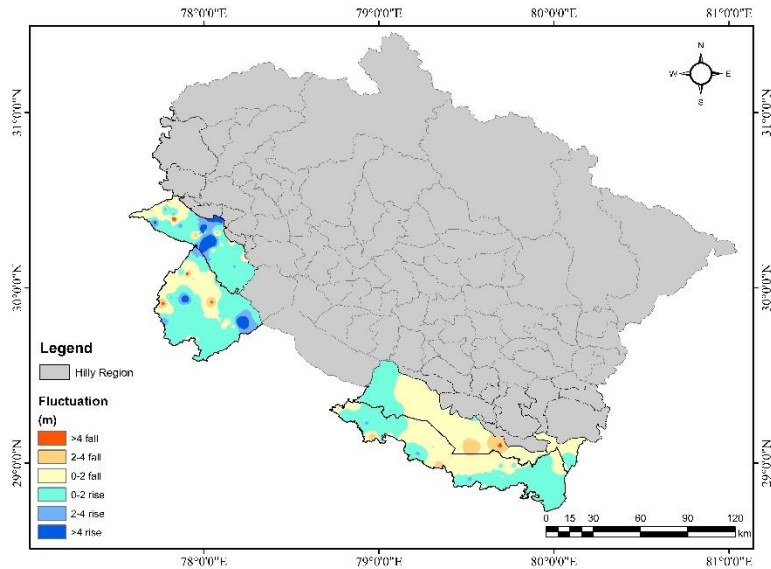 78°0'0"E 79°0'0"E 80°0'0"E 81°0'0"E
N
W E
S
31°0'0"N 31°0'0"N
30°0'0"N 30°0'0"N
29°0'0"N 29°0'0"N
Legend
Hilly Region
Fluctuation
(m)
>4 fall
2-4 fall
0-2 fall
0-2 rise
2-4 rise
>4 rise
0 15 30 60 90 120
km
78°0'0"E 79°0'0"E 80°0'0"E 81°0'0"E